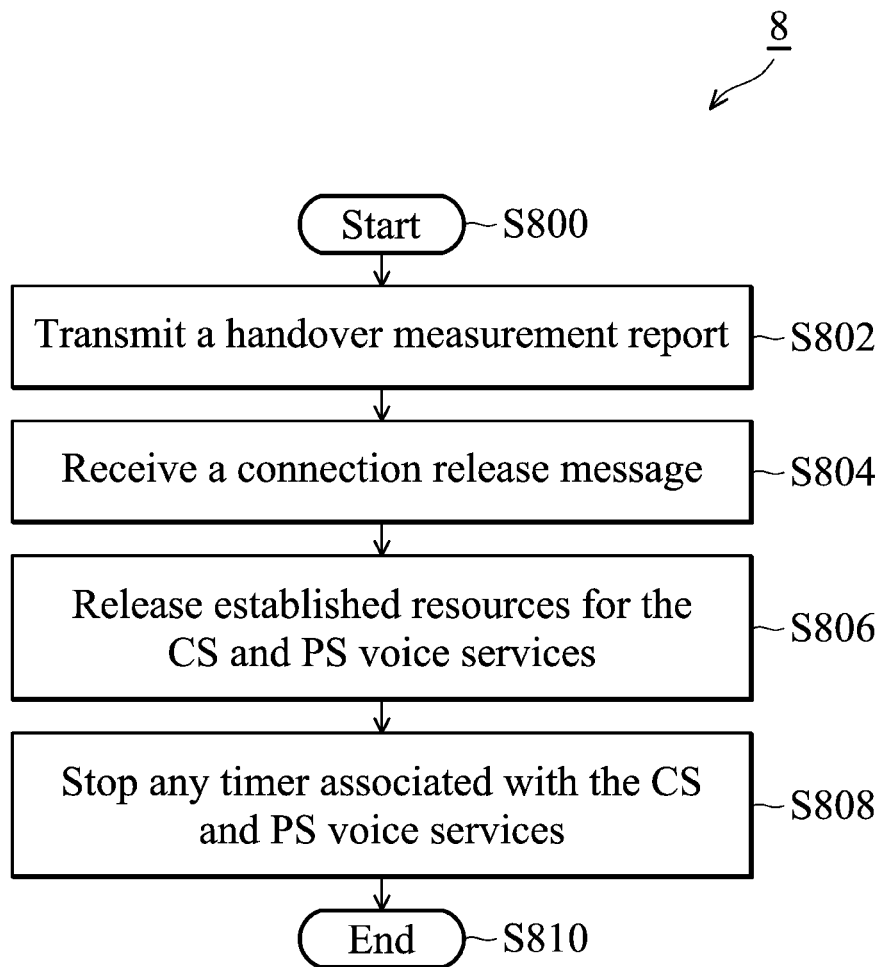 8
Start
S800
Transmit a handover measurement report
S802
Receive a connection release message
S804
Release established resources for the
CS and PS voice services
S806
Stop any timer associated with the CS
and PS voice services
S808
End
S810